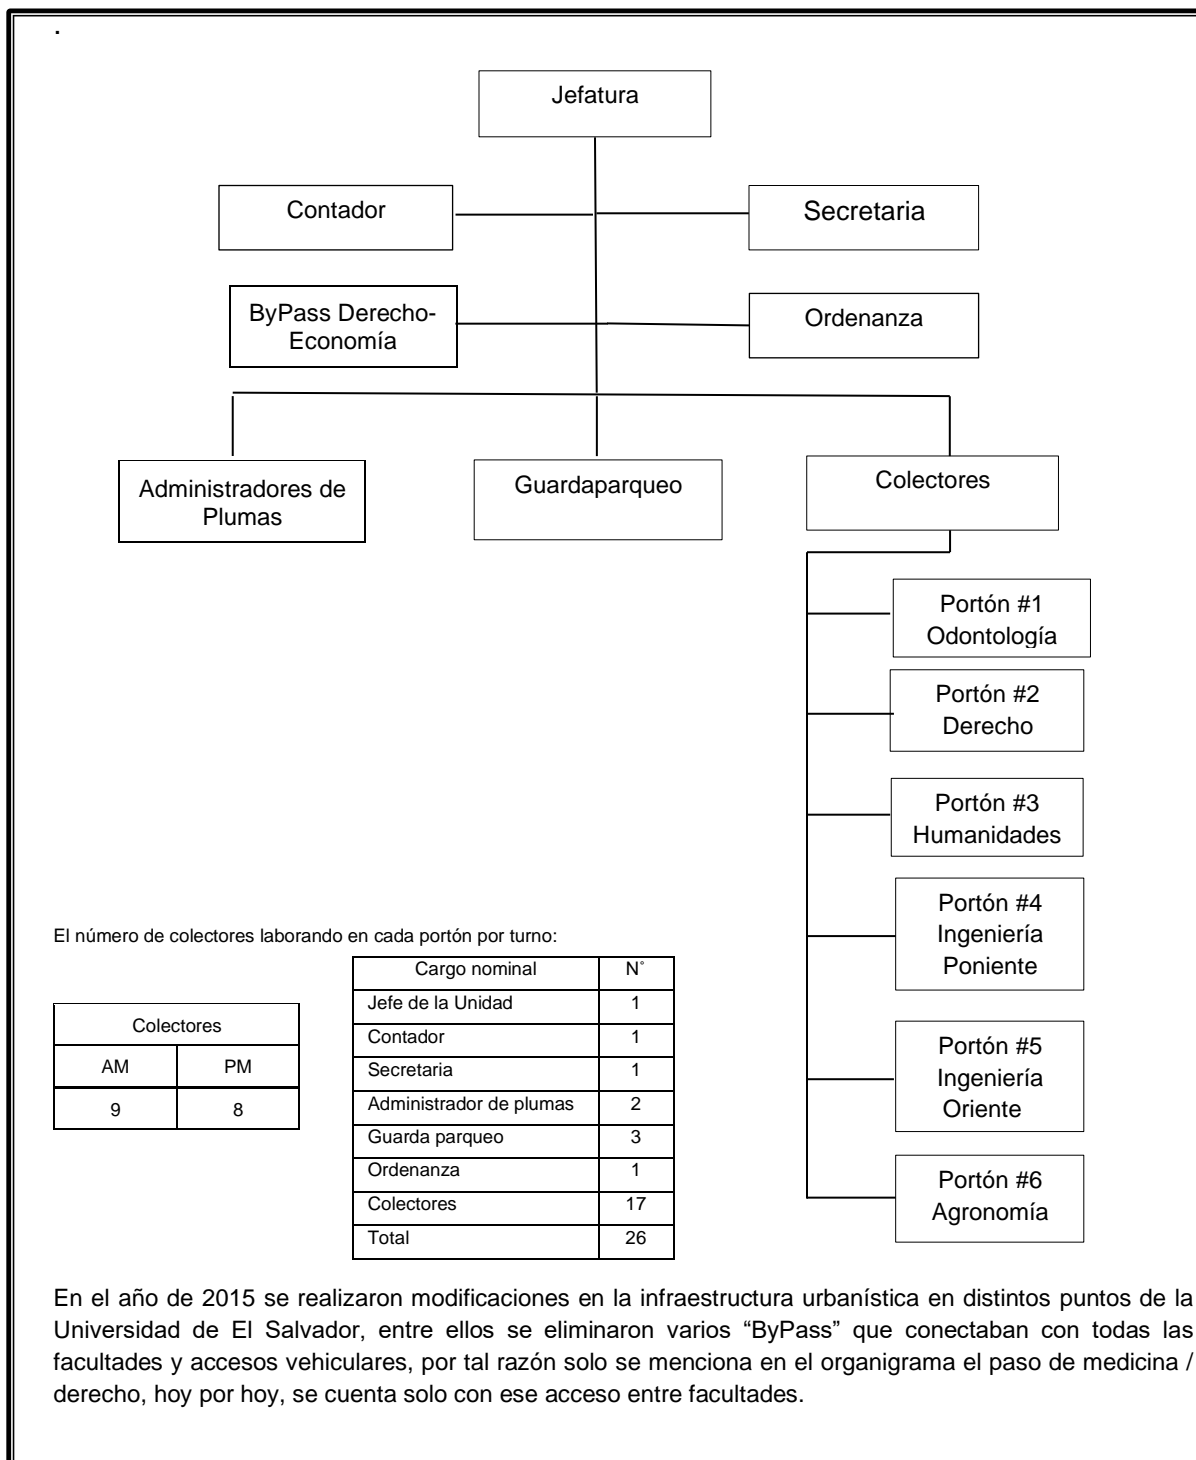 .
Jefatura
Contador
Secretaria
ByPass Derecho-
Economía
Ordenanza
Administradores de
Plumas
Guardaparqueo
Colectores
Portón #1
Odontología
Portón #2
Derecho
Portón #3
Humanidades
Portón #4
Ingeniería
Poniente
Portón #5
Ingeniería
Oriente
Portón #6
Agronomía
El número de colectores laborando en cada portón por turno:
Colectores
AM PM
9 8
Cargo nominal N°
Jefe de la Unidad 1
Contador 1
Secretaria 1
Administrador de plumas 2
Guarda parqueo 3
Ordenanza 1
Colectores 17
Total 26
En el año de 2015 se realizaron modificaciones en la infraestructura urbanística en distintos puntos de la
Universidad de El Salvador, entre ellos se eliminaron varios “ByPass” que conectaban con todas las
facultades y accesos vehiculares, por tal razón solo se menciona en el organigrama el paso de medicina /
derecho, hoy por hoy, se cuenta solo con ese acceso entre facultades.